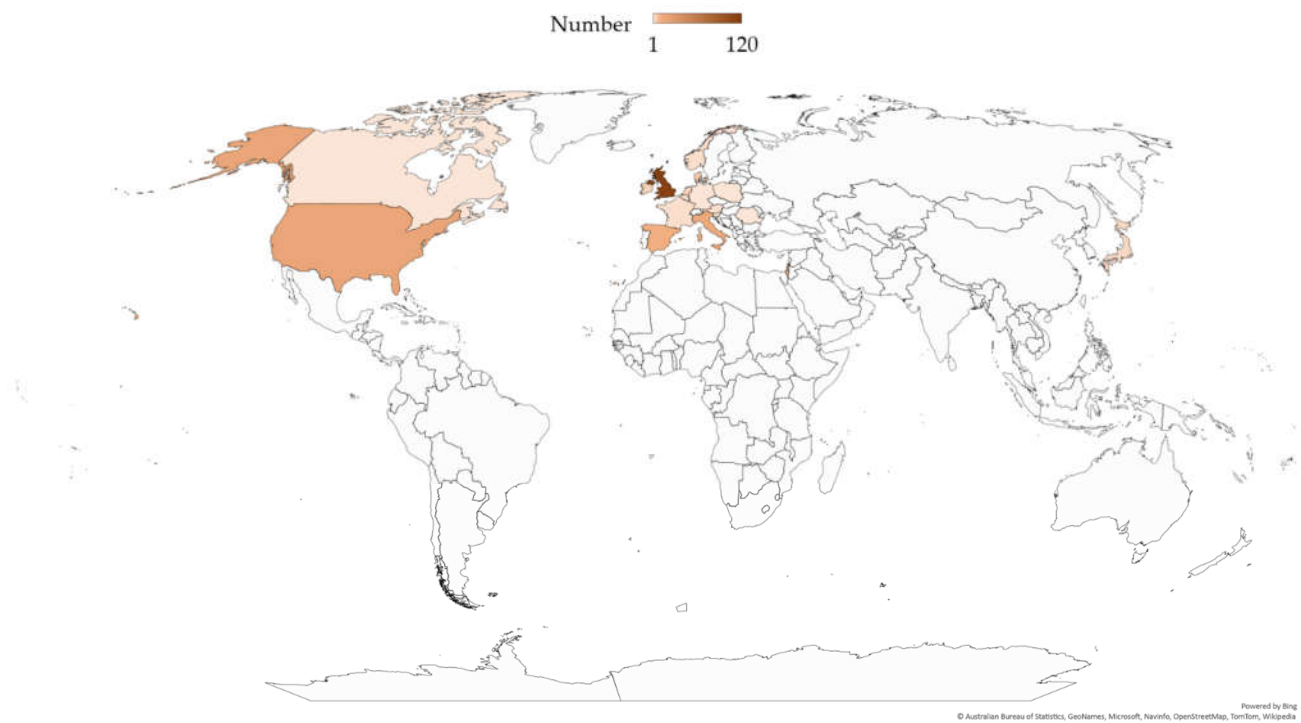 Number
1 120
Powered by Bing
© Australian Bureau of Statistics, GeoNames, Microsoft, Navinfo, OpenStreetMap, TomTom, Wikipedia